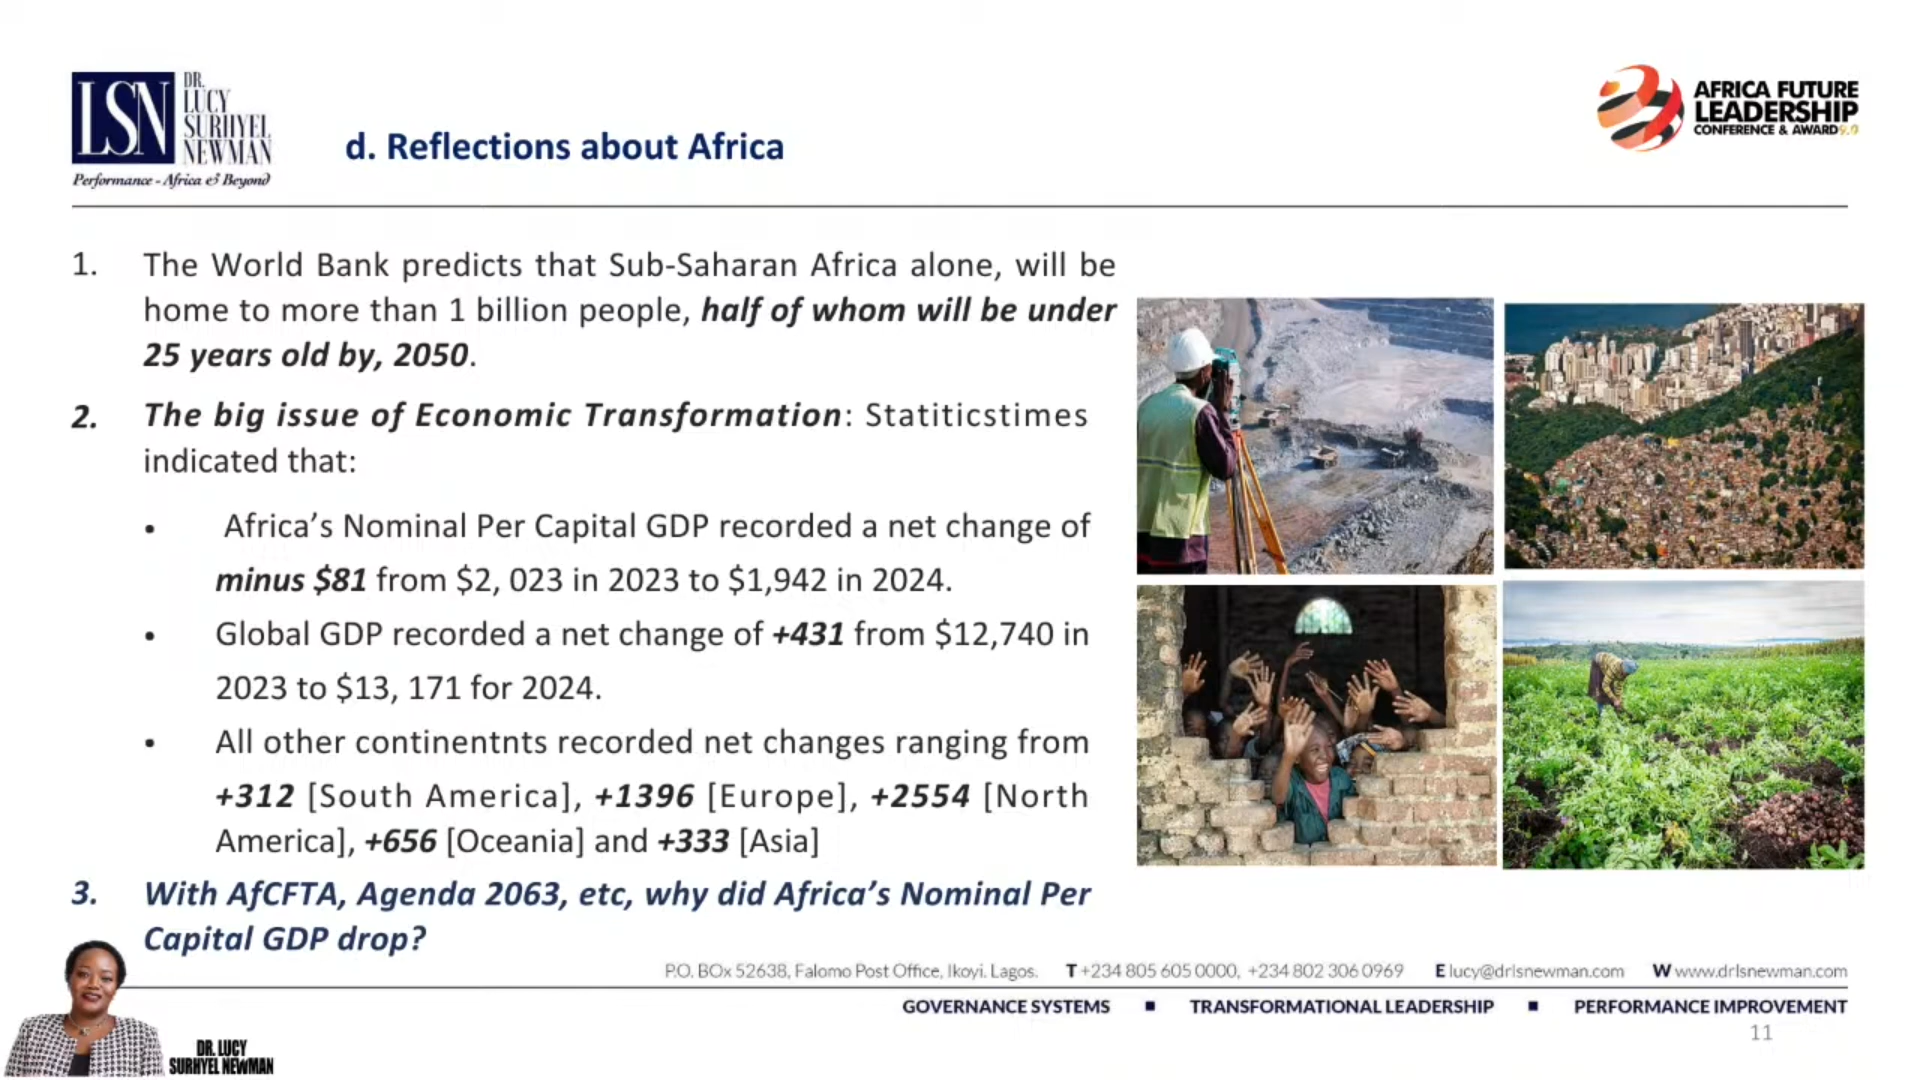 LSN
DR.
LUCY
SURHYEL
NEWMAN
Performance - Africa & Beyond
d. Reflections about Africa
AFRICA FUTURE
LEADERSHIP
CONFERENCE & AWARD 9.0
1. The World Bank predicts that Sub-Saharan Africa alone, will be
home to more than 1 billion people, half of whom will be under
25 years old by, 2050.
2. The big issue of Economic Transformation: Statiticstimes
indicated that:
• Africa’s Nominal Per Capital GDP recorded a net change of
minus $81 from $2, 023 in 2023 to $1,942 in 2024.
• Global GDP recorded a net change of +431 from $12,740 in
2023 to $13, 171 for 2024.
• All other continentnts recorded net changes ranging from
+312 [South America], +1396 [Europe], +2554 [North
America], +656 [Oceania] and +333 [Asia]
3. With AfCFTA, Agenda 2063, etc, why did Africa’s Nominal Per
Capital GDP drop?
P.O. BOx 52638, Falomo Post Office, Ikoyi. Lagos. T +234 805 605 0000, +234 802 306 0969 E lucy@drlsnewman.com W www.drlsnewman.com
GOVERNANCE SYSTEMS ▪ TRANSFORMATIONAL LEADERSHIP ▪ PERFORMANCE IMPROVEMENT
11
DR. LUCY
SURHYEL NEWMAN